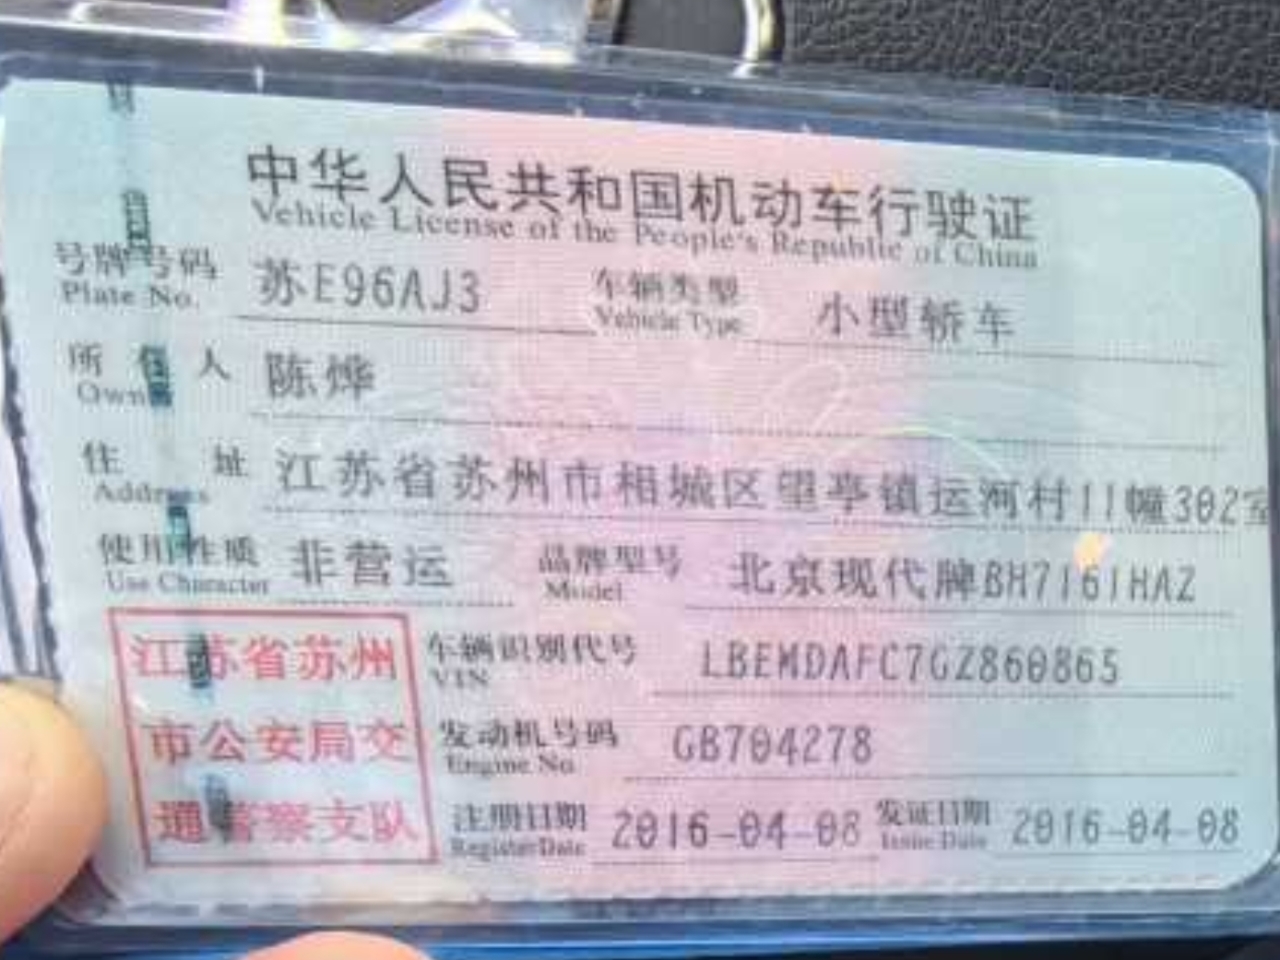 中华人民共和国机动车行驶证
Vehicle License of the People's Republic of China
号牌号码 苏E96AJ3 车辆类型 小型轿车
Plate No. Vehicle Type
所有人 陈烨
Owner
住址 江苏省苏州市相城区望亭镇运河村11幢302室
Address
使用性质 非营运 品牌型号 北京现代牌BH7161HAZ
Use Character Model
江苏省苏州 车辆识别代号 LBEMDAFC7GZ860865
VIN
市公安局交 发动机号码 GB704278
Engine No.
通警察支队 注册日期 2016-04-08 发证日期 2016-04-08
Register Date Issue Date